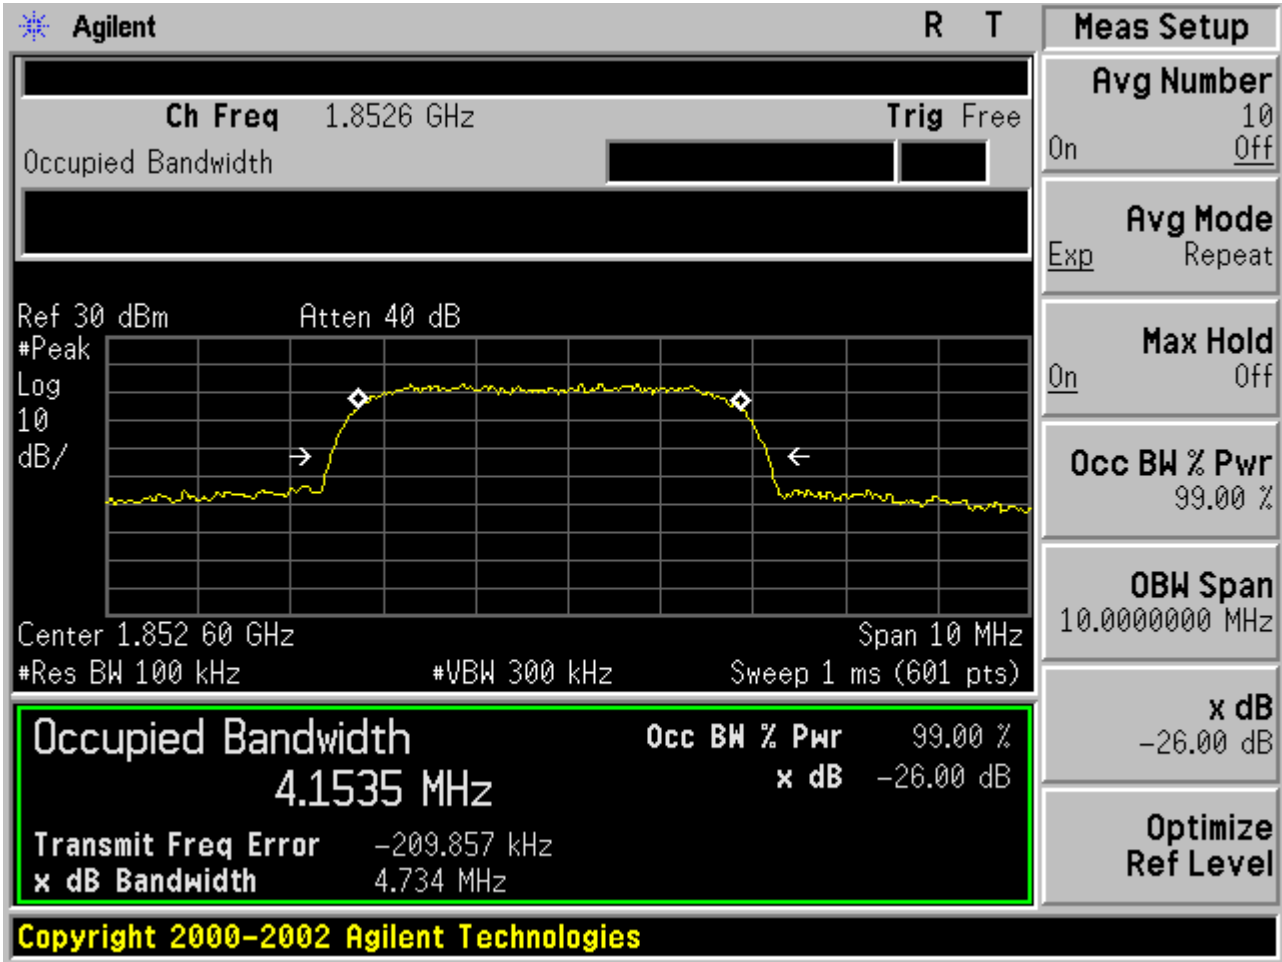 Agilent R T
Ch Freq 1.8526 GHz Trig Free
Occupied Bandwidth
Ref 30 dBm Atten 40 dB
#Peak
Log
10
dB/
Center 1.852 60 GHz Span 10 MHz
#Res BW 100 kHz #VBW 300 kHz Sweep 1 ms (601 pts)
Occupied Bandwidth Occ BW % Pwr 99.00 %
4.1535 MHz x dB -26.00 dB
Transmit Freq Error -209.857 kHz
x dB Bandwidth 4.734 MHz
Copyright 2000-2002 Agilent Technologies
Meas Setup
Avg Number
10
On Off
Avg Mode
Exp Repeat
Max Hold
On Off
Occ BW % Pwr
99.00 %
OBW Span
10.0000000 MHz
x dB
-26.00 dB
Optimize
Ref Level